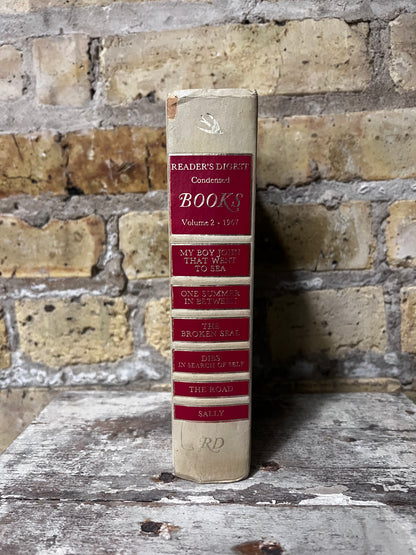 READER'S DIGEST
Condensed
BOOKS
Volume 2 • 1967
MY BOY JOHN
THAT WENT
TO SEA
ONE SUMMER
IN BETWEEN
THE
BROKEN SEAL
DIBS
IN SEARCH OF SELF
THE ROAD
SALLY
RD